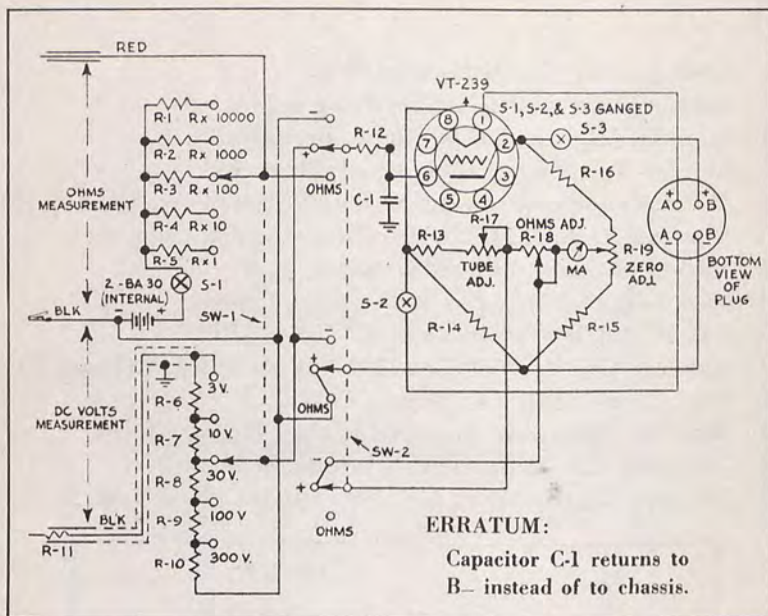 RED
VT-239
S-1, S-2, & S-3 GANGED
R-1 R× 10000
R-2 R× 1000
R-3 R× 100
R-4 R× 10
R-5 R×1
OHMS
MEASUREMENT
2 - BA 30
(INTERNAL)
S-1
BLK
- +
SW-1
-
+
OHMS
R-12
C-1
8 1
7 2
6 3
5 4
S-3
R-16
R-17
OHMS ADJ.
R-18
R-13
TUBE
ADJ.
MA
R-19
ZERO
ADJ.
S-2
R-14
R-15
+ +
A B
A B
- -
BOTTOM
VIEW
OF
PLUG
DC VOLTS
MEASUREMENT
BLK
R-11
R-6
3 V.
R-7
10 V.
R-8
30 V.
R-9
100 V
R-10
300 V.
-
+
OHMS
SW-2
-
+
OHMS
ERRATUM:
Capacitor C-1 returns to
B– instead of to chassis.